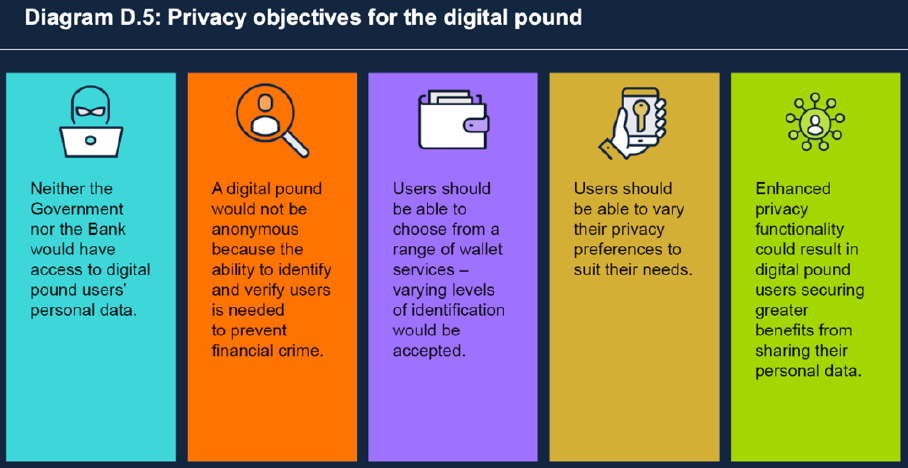 Diagram D.5: Privacy objectives for the digital pound
Neither the
Government
nor the Bank
would have
access to digital
pound users'
personal data.
A digital pound
would not be
anonymous
because the
ability to identify
and verify users
is needed
to prevent
financial crime.
Users should
be able to
choose from a
range of wallet
services –
varying levels
of identification
would be
accepted.
Users should
be able to vary
their privacy
preferences to
suit their needs.
Enhanced
privacy
functionality
could result in
digital pound
users securing
greater
benefits from
sharing their
personal data.